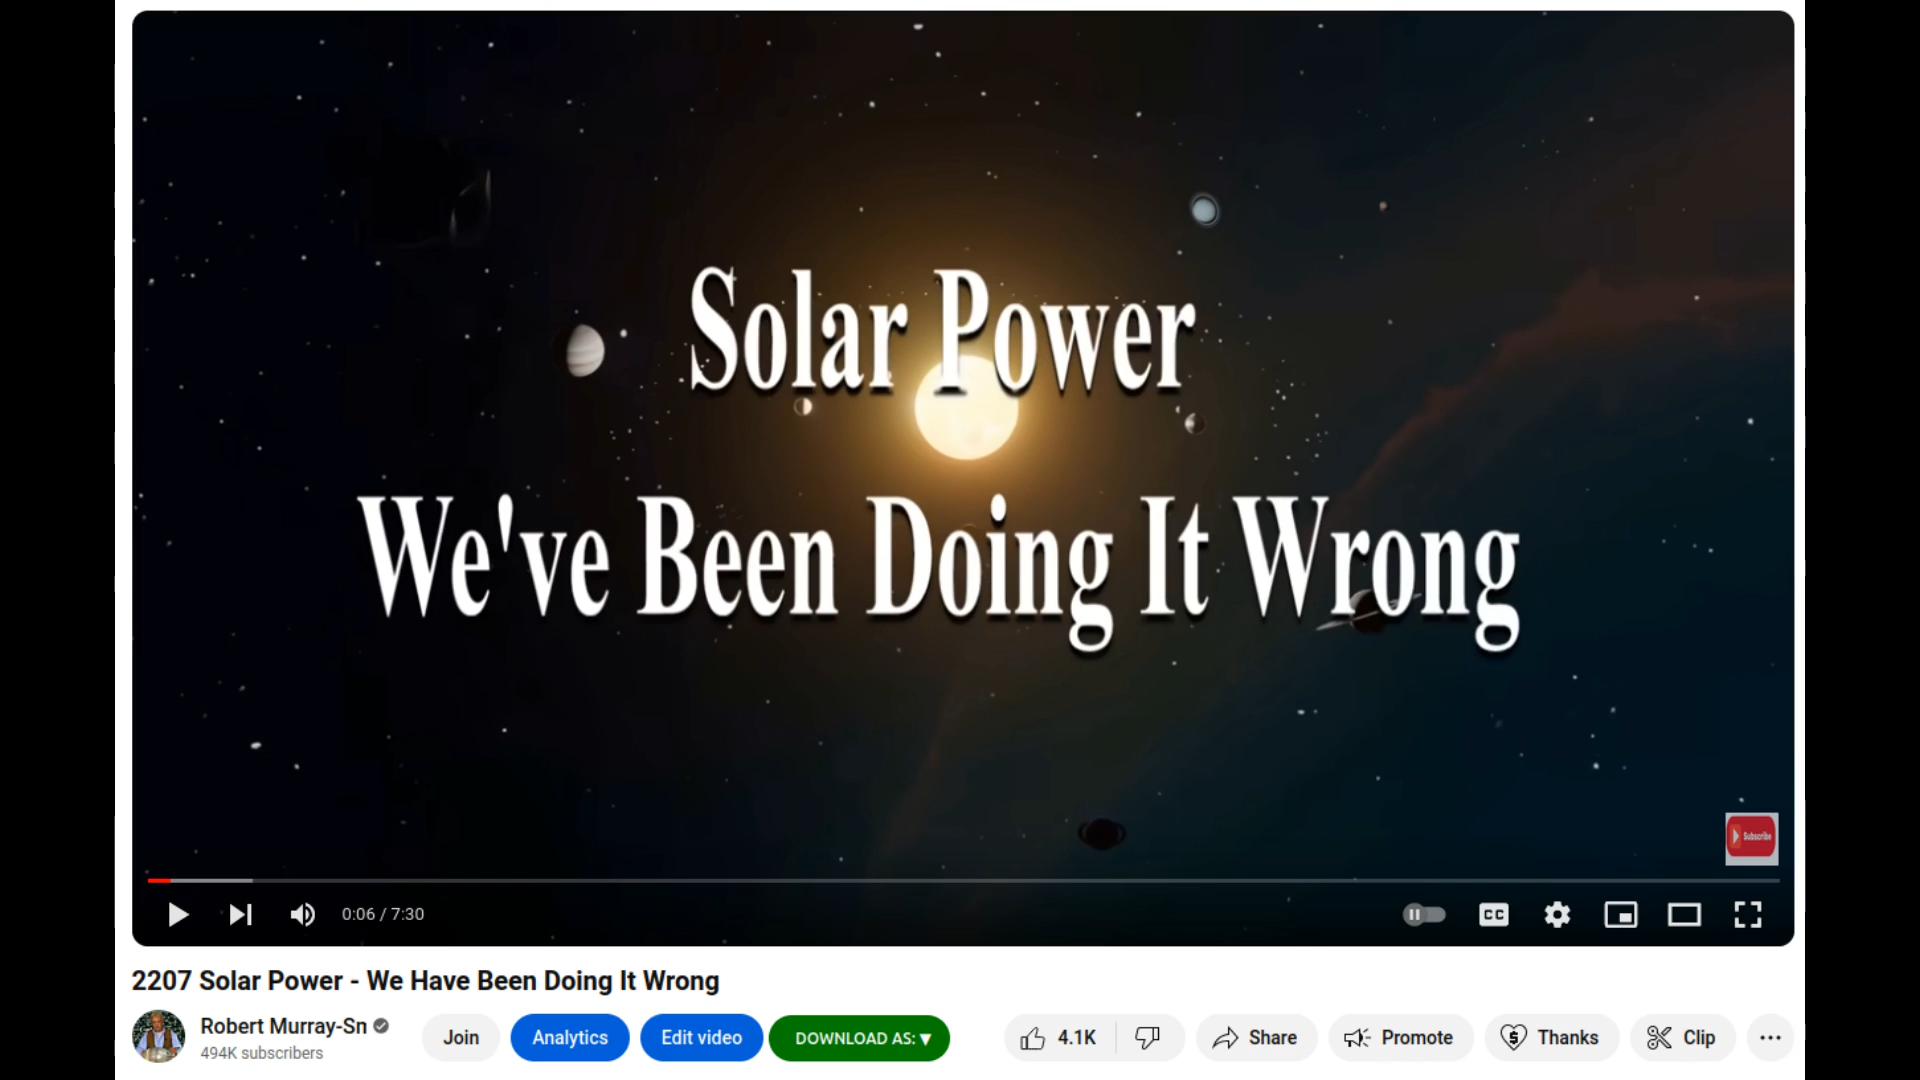 Solar Power
We've Been Doing It Wrong
Subscribe
0:06 / 7:30
CC
2207 Solar Power - We Have Been Doing It Wrong
Robert Murray-Sn
494K subscribers
Join
Analytics
Edit video
DOWNLOAD AS: ▼
4.1K
Share
Promote
Thanks
Clip